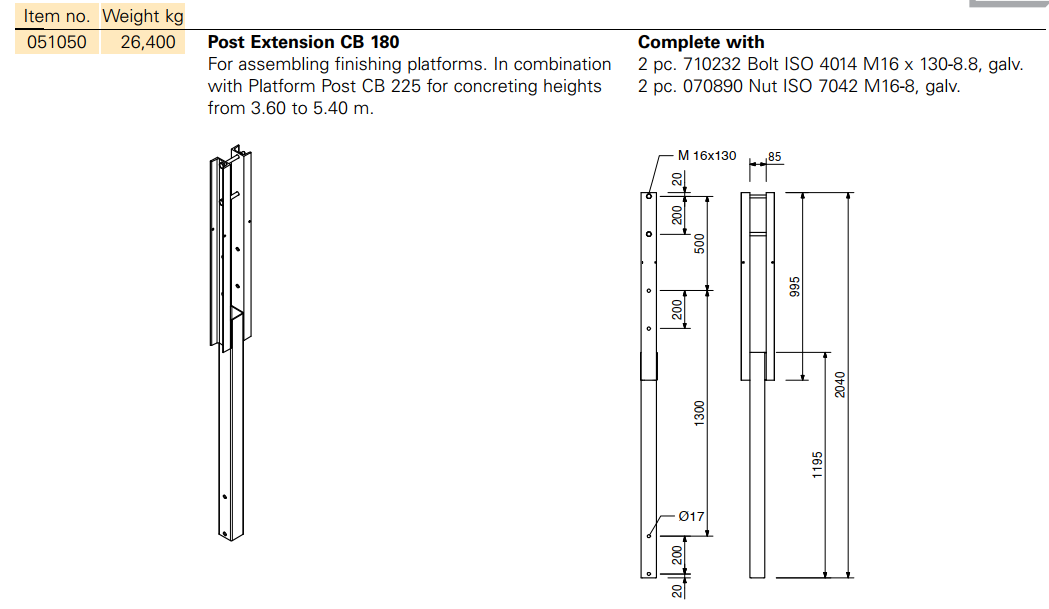 Item no. Weight kg
051050 26,400 Post Extension CB 180 Complete with
For assembling finishing platforms. In combination 2 pc. 710232 Bolt ISO 4014 M16 x 130-8.8, galv.
with Platform Post CB 225 for concreting heights 2 pc. 070890 Nut ISO 7042 M16-8, galv.
from 3.60 to 5.40 m.
M 16x130 85
20
200
500
995
200
2040
1300
1195
Ø17
200
20